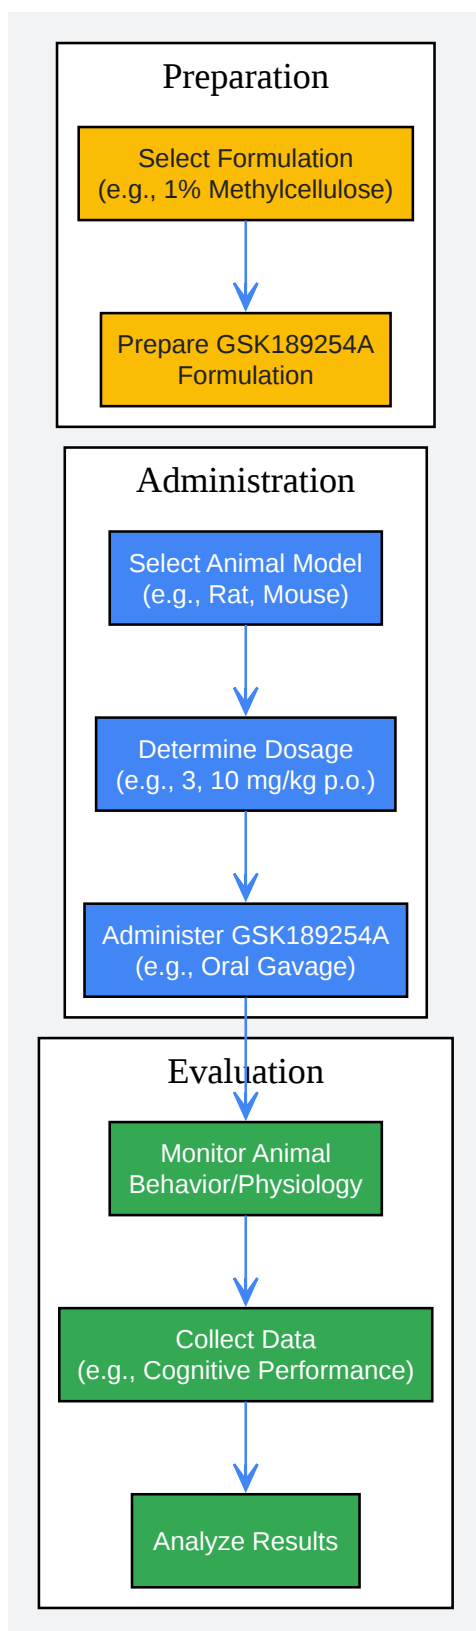 Preparation
Select Formulation
(e.g., 1% Methylcellulose)
Prepare GSK189254A
Formulation
Administration
Select Animal Model
(e.g., Rat, Mouse)
Determine Dosage
(e.g., 3, 10 mg/kg p.o.)
Administer GSK189254A
(e.g., Oral Gavage)
Evaluation
Monitor Animal
Behavior/Physiology
Collect Data
(e.g., Cognitive Performance)
Analyze Results